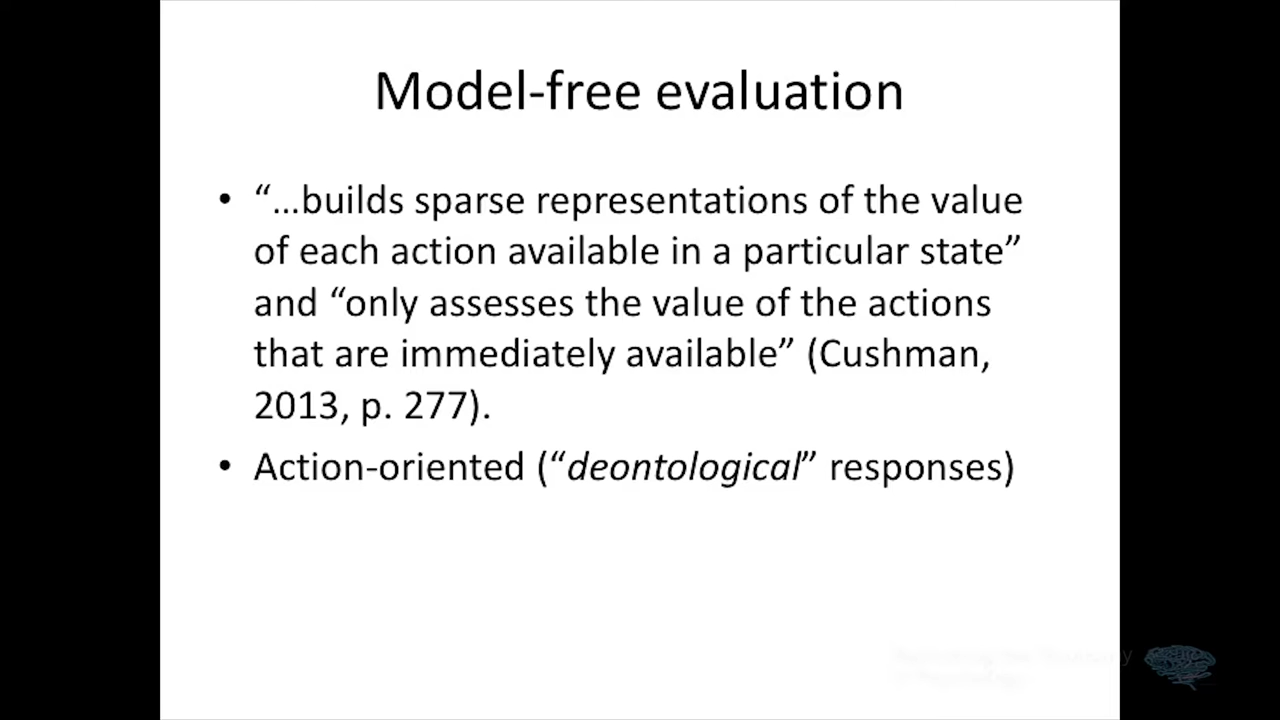 Model-free evaluation
• “…builds sparse representations of the value
of each action available in a particular state”
and “only assesses the value of the actions
that are immediately available” (Cushman,
2013, p. 277).
• Action-oriented (“deontological” responses)